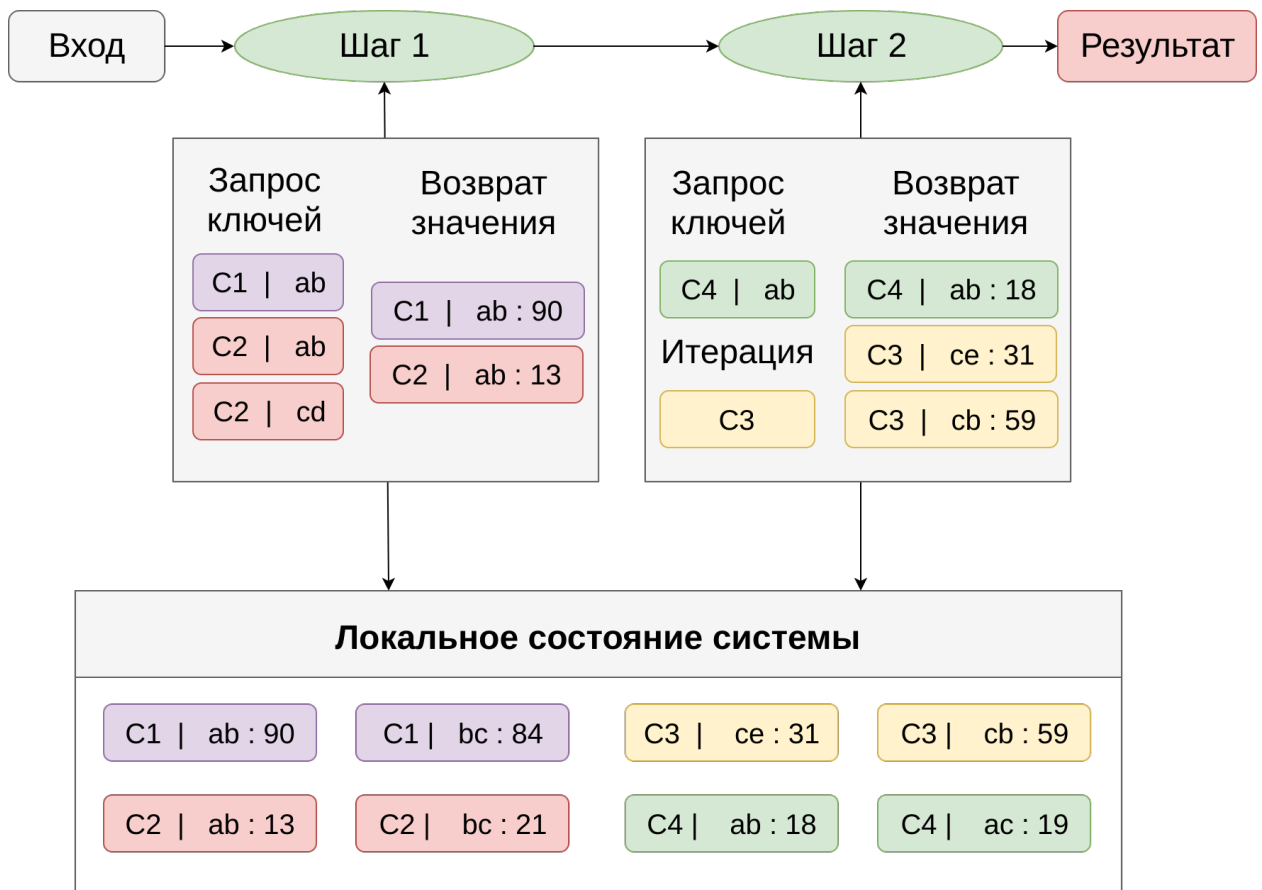 Вход
Шаг 1
Шаг 2
Результат
Запрос
ключей
Возврат
значения
C1 | ab
C2 | ab
C2 | cd
C1 | ab : 90
C2 | ab : 13
Запрос
ключей
Возврат
значения
C4 | ab
Итерация
C3
C4 | ab : 18
C3 | ce : 31
C3 | cb : 59
Локальное состояние системы
C1 | ab : 90
C1 | bc : 84
C3 | ce : 31
C3 | cb : 59
C2 | ab : 13
C2 | bc : 21
C4 | ab : 18
C4 | ac : 19